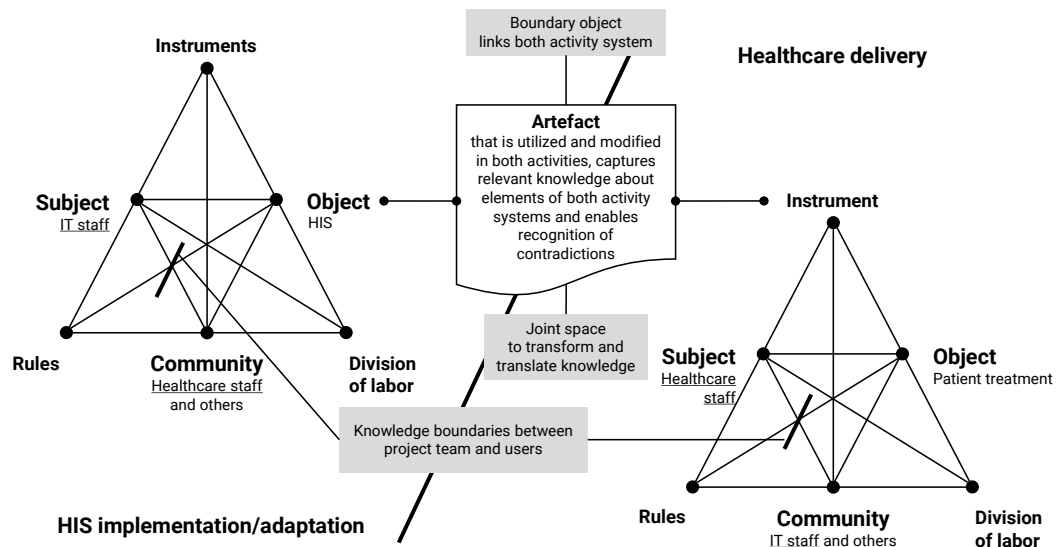 Boundary object
links both activity system
Healthcare delivery
Instruments
Artefact
that is utilized and modified
in both activities, captures
relevant knowledge about
elements of both activity
systems and enables
recognition of
contradictions
Subject
IT staff
Object
HIS
Instrument
Rules
Community
Healthcare staff
and others
Division
of labor
Joint space
to transform and
translate knowledge
Subject
Healthcare
staff
Object
Patient treatment
Knowledge boundaries between
project team and users
HIS implementation/adaptation
Rules
Community
IT staff and others
Division
of labor